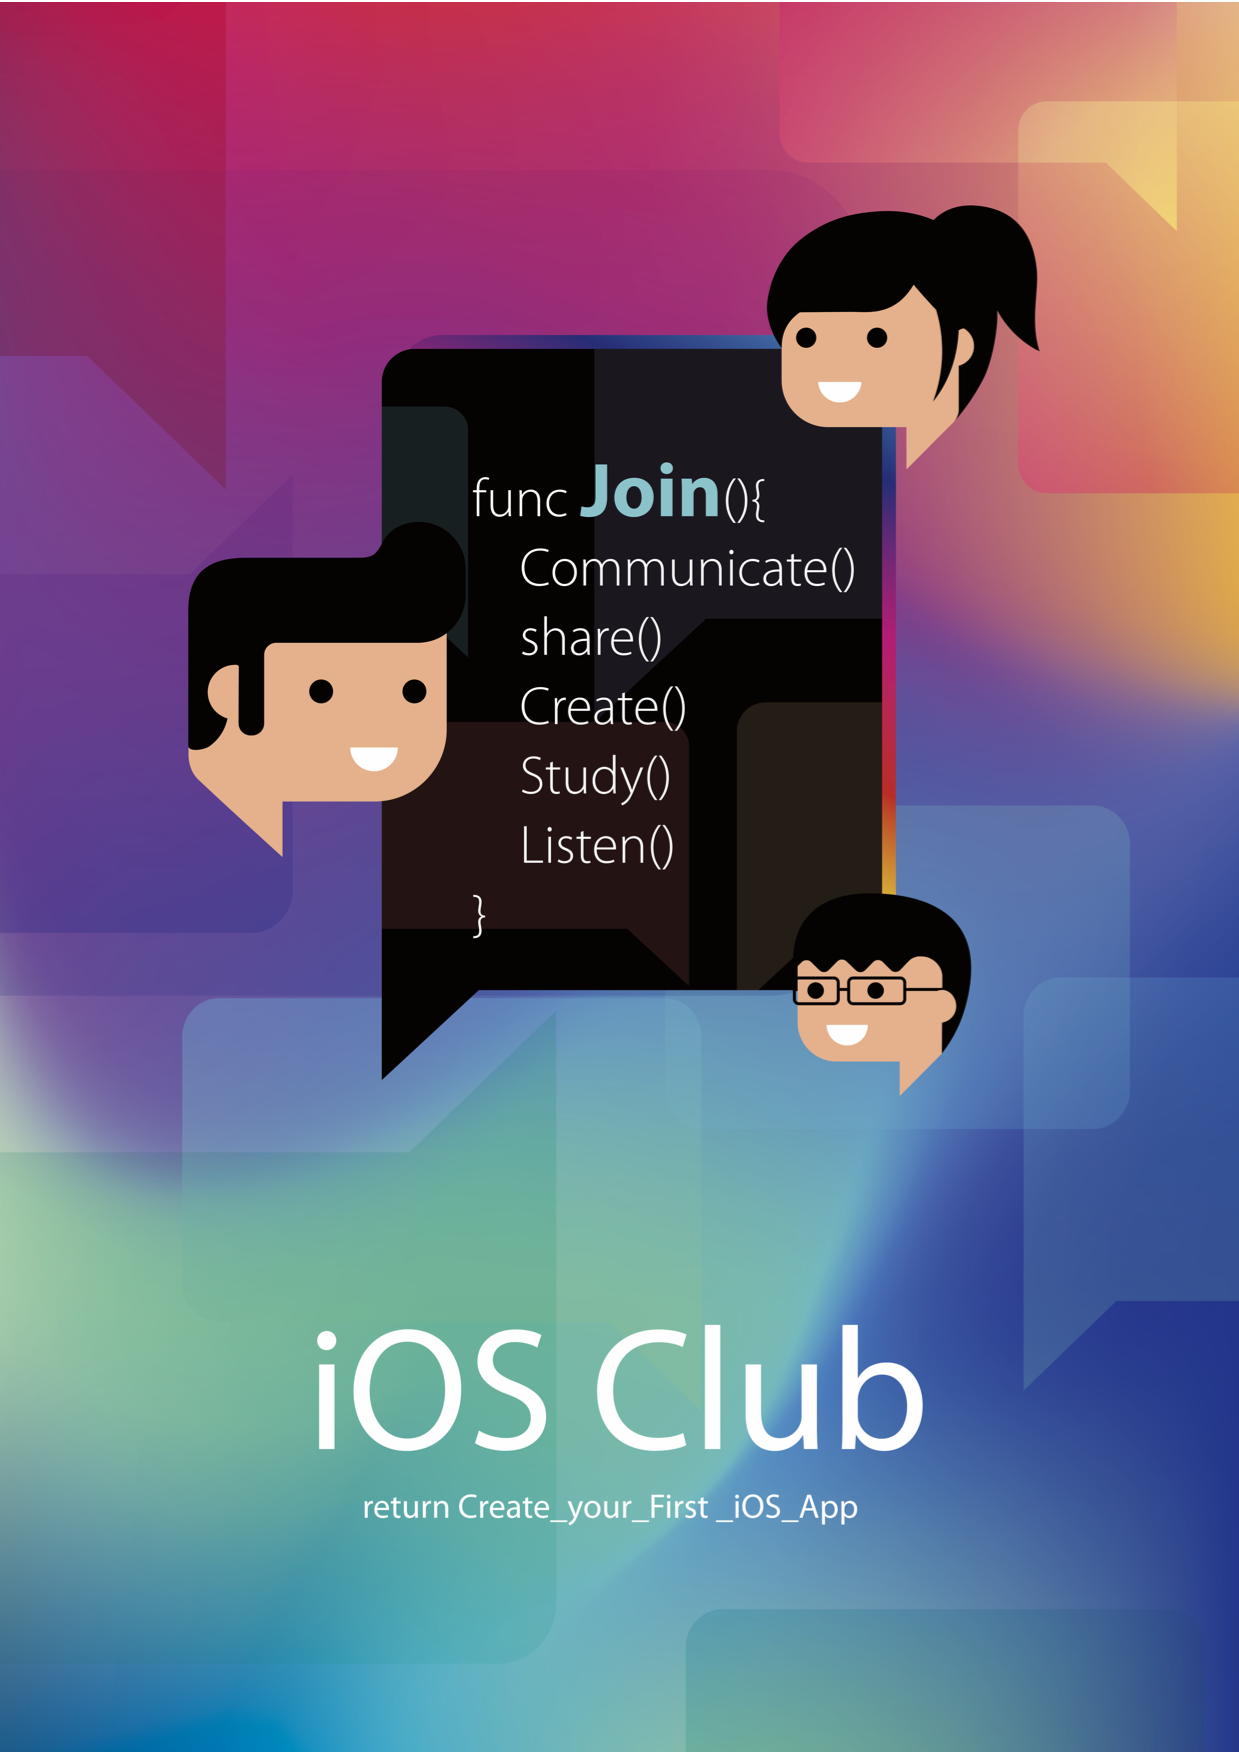 func Join(){
Communicate()
share()
Create()
Study()
Listen()
}
iOS Club
return Create_your_First _iOS_App